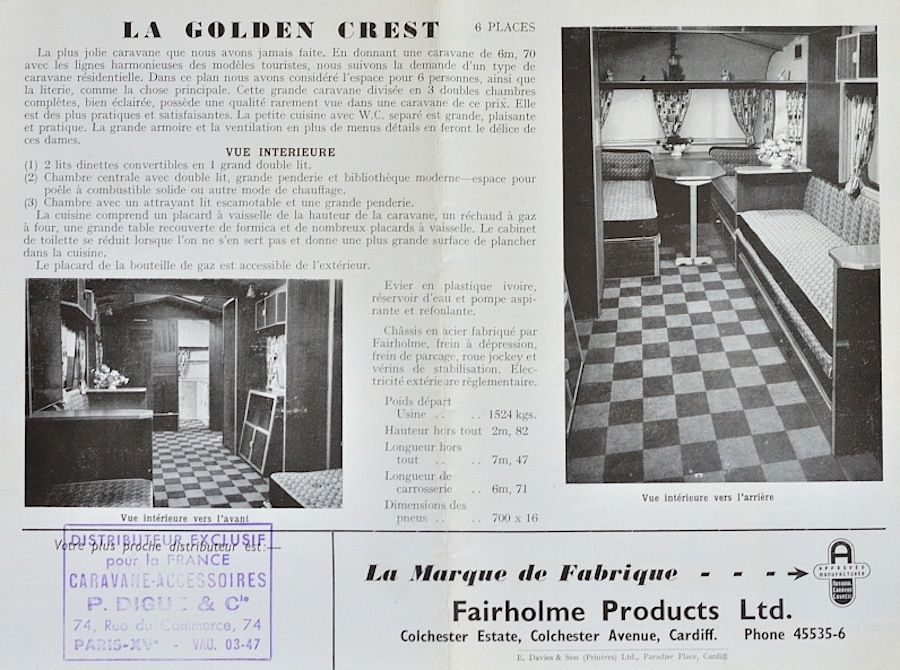 LA GOLDEN CREST 6 PLACES
La plus jolie caravane que nous avons jamais faite. En donnant une caravane de 6m, 70
avec les lignes harmonieuses des modèles touristes, nous suivons la demande d'un type de
caravane résidentielle. Dans ce plan nous avons considéré l'espace pour 6 personnes, ainsi que
la literie, comme la chose principale. Cette grande caravane divisée en 3 doubles chambres
complètes, bien éclairée, possède une qualité rarement vue dans une caravane de ce prix. Elle
est des plus pratiques et satisfaisantes. La petite cuisine avec W.C. separé est grande, plaisante
et pratique. La grande armoire et la ventilation en plus de menus détails en feront le délice de
ces dames.
VUE INTERIEURE
(1) 2 lits dinettes convertibles en 1 grand double lit.
(2) Chambre centrale avec double lit, grande penderie et bibliothèque moderne—espace pour
poêle à combustible solide ou autre mode de chauffage.
(3) Chambre avec un attrayant lit escamotable et une grande penderie.
La cuisine comprend un placard à vaisselle de la hauteur de la caravane, un réchaud à gaz
à four, une grande table recouverte de formica et de nombreux placards à vaisselle. Le cabinet
de toilette se réduit lorsque l'on ne s'en sert pas et donne une plus grande surface de plancher
dans la cuisine.
Le placard de la bouteille de gaz est accessible de l'extérieur.
Evier en plastique ivoire,
réservoir d'eau et pompe aspi-
rante et refoulante.
Châssis en acier fabriqué par
Fairholme, frein à dépression,
frein de parcage, roue jockey et
vérins de stabilisation. Elec-
tricité extérieure règlementaire.
Poids départ
Usine .. .. 1524 kgs.
Hauteur hors tout 2m, 82
Longueur hors
tout .. .. 7m, 47
Longueur de
carrosserie .. 6m, 71
Dimensions des
pneus .. .. 700 x 16
Vue intérieure vers l'avant
Vue intérieure vers l'arrière
Votre plus proche distributeur est:—
DISTRIBUTEUR EXCLUSIF
pour la FRANCE
CARAVANE-ACCESSOIRES
P. DIGUE & Cie
74, Rue du Commerce, 74
PARIS-XVe - VAU. 03-47
La Marque de Fabrique - - - →
A
APPROVED
MANUFACTURER
NATIONAL
CARAVAN
COUNCIL
Fairholme Products Ltd.
Colchester Estate, Colchester Avenue, Cardiff. Phone 45535-6
E. Davies & Son (Printers) Ltd., Paradise Place, Cardiff